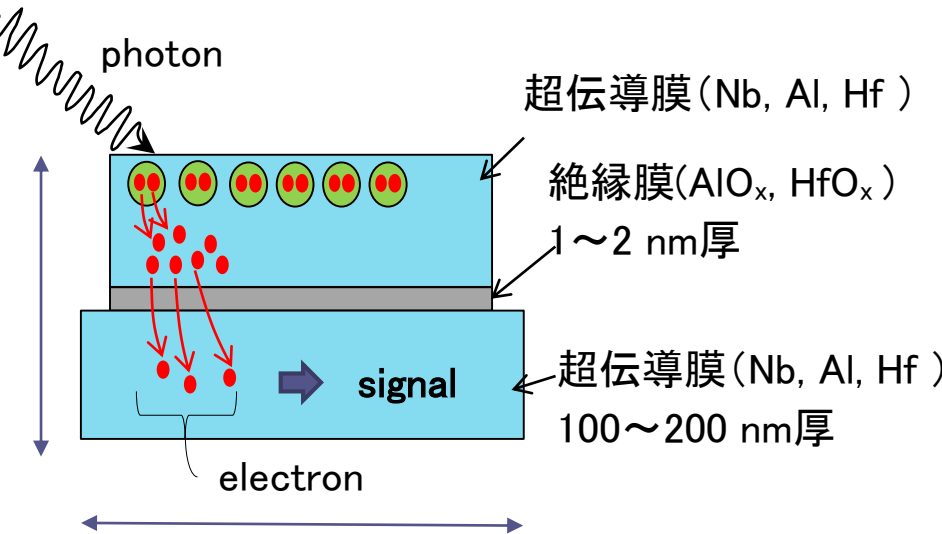 photon
超伝導膜(Nb, Al, Hf )
絶縁膜(AlOₓ, HfOₓ )
1～2 nm厚
超伝導膜(Nb, Al, Hf )
100～200 nm厚
signal
electron